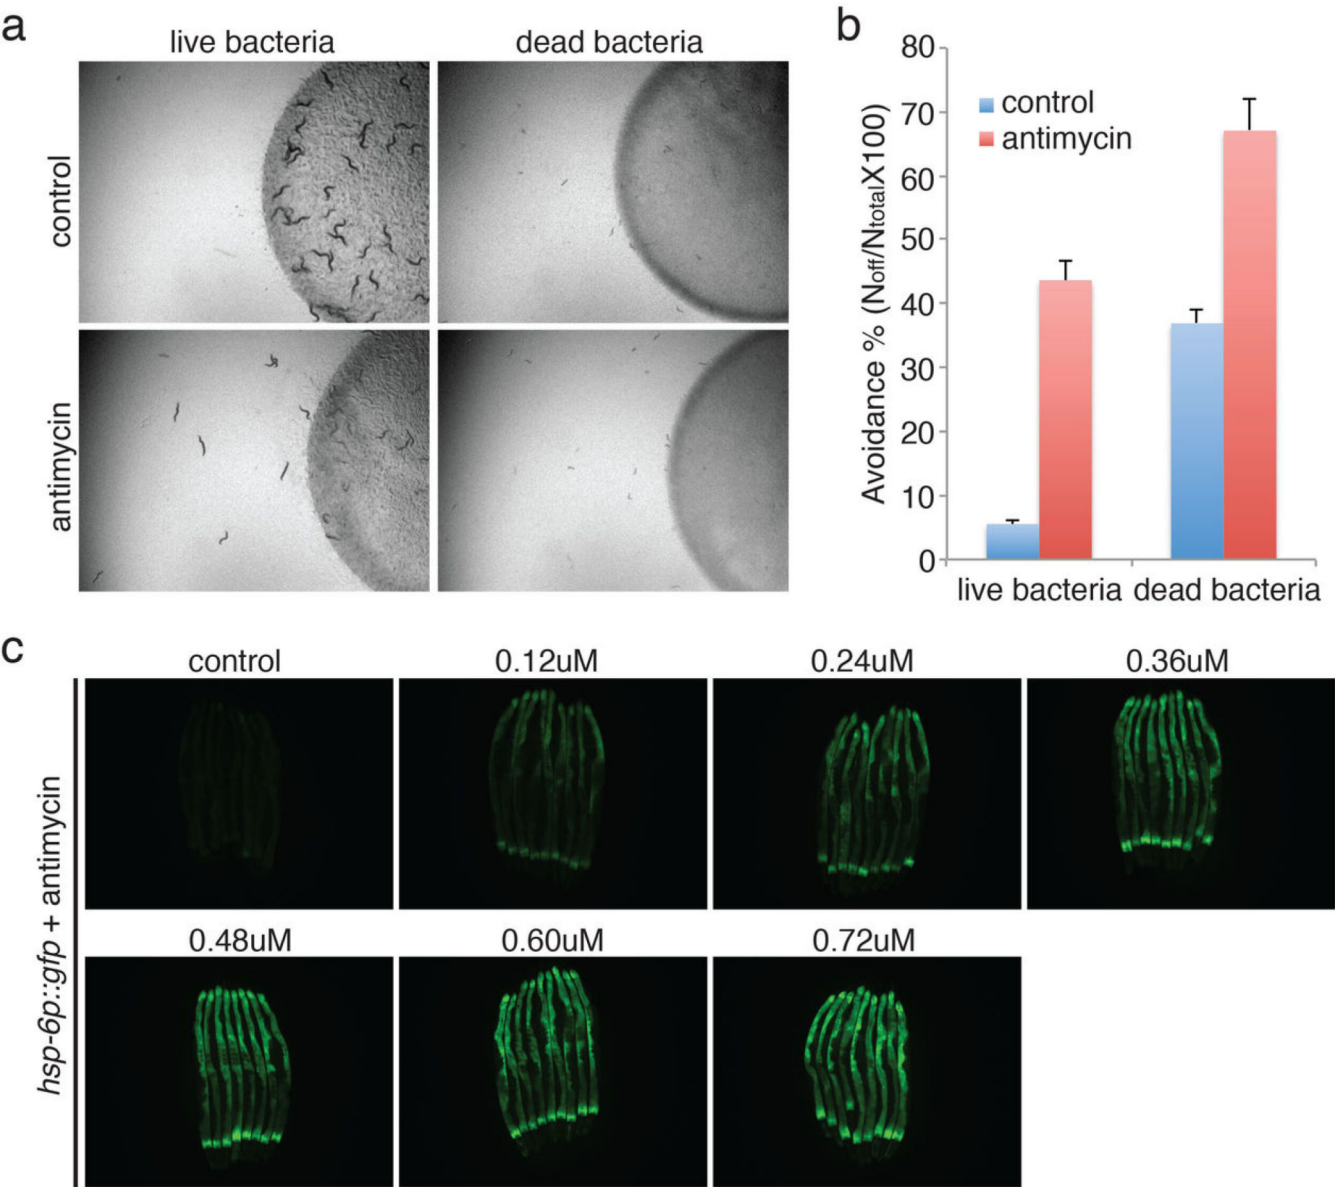 a
live bacteria
dead bacteria
control
antimycin
b
Avoidance % (Noff/NtotalX100)
80
70
60
50
40
30
20
10
0
control
antimycin
live bacteria
dead bacteria
c
hsp-6p::gfp + antimycin
control
0.12uM
0.24uM
0.36uM
0.48uM
0.60uM
0.72uM